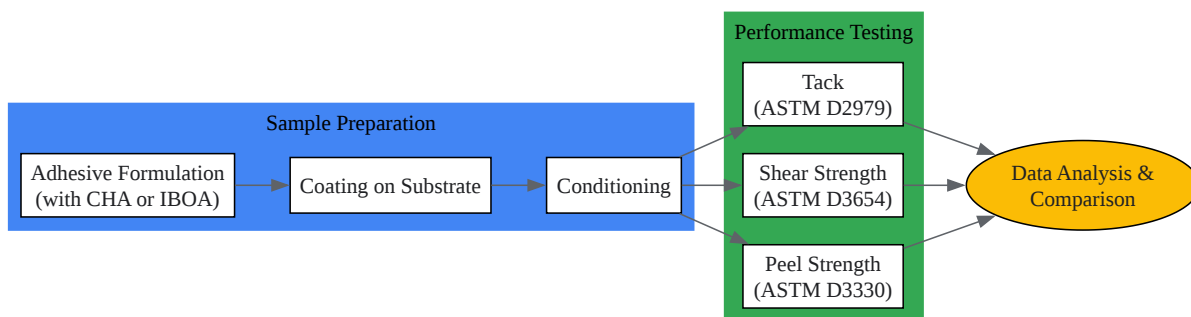 Sample Preparation
Adhesive Formulation
(with CHA or IBOA)
Coating on Substrate
Conditioning
Performance Testing
Tack
(ASTM D2979)
Shear Strength
(ASTM D3654)
Peel Strength
(ASTM D3330)
Data Analysis &
Comparison